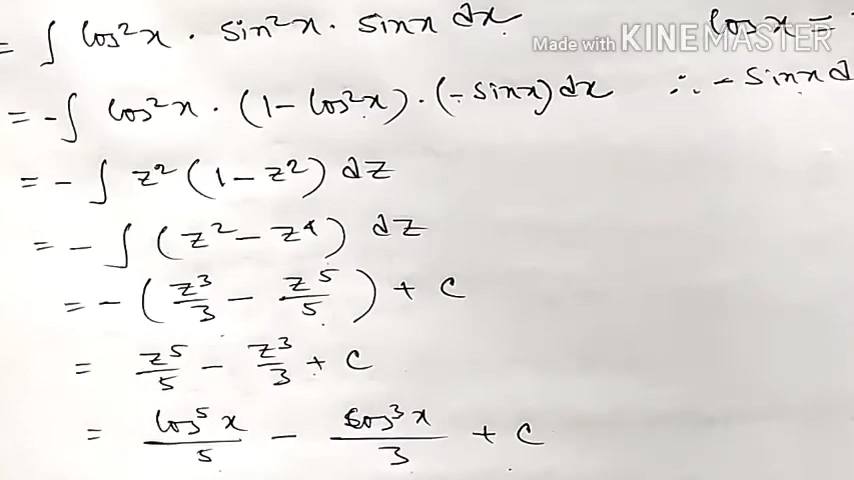 = ∫ cos²x · sin²x · sinx dx cos x =
Made with KINEMASTER
= -∫ cos²x · (1 - cos²x) · (-sinx) dx ∴ - sinx d
= - ∫ z² (1 - z²) dz
= - ∫ (z² - z⁴) dz
= - (z³/3 - z⁵/5) + c
= z⁵/5 - z³/3 + c
= cos⁵x/5 - cos³x/3 + c